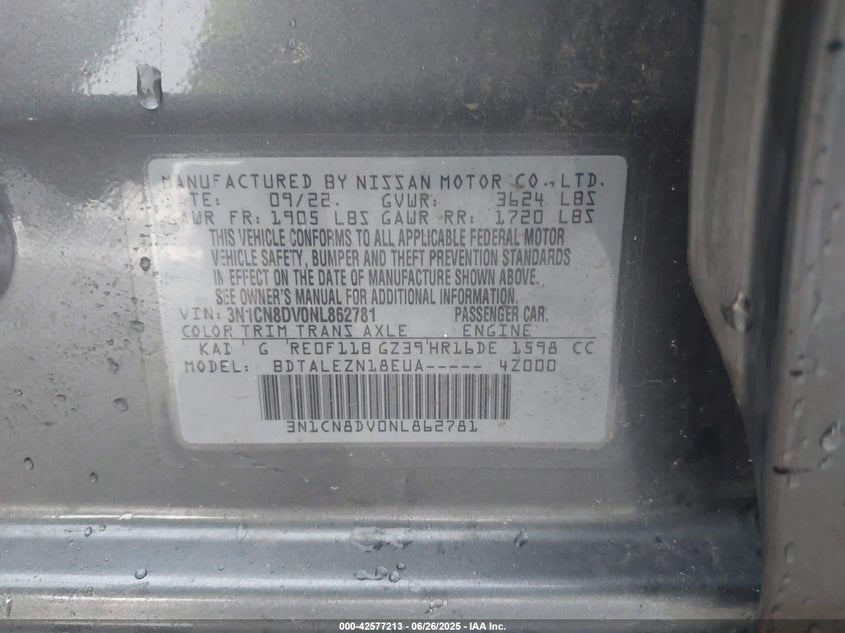 MANUFACTURED BY NISSAN MOTOR CO., LTD.
DATE: 09/22. GVWR: 3624 LBS
GAWR FR: 1905 LBS GAWR RR: 1720 LBS
THIS VEHICLE CONFORMS TO ALL APPLICABLE FEDERAL MOTOR
VEHICLE SAFETY, BUMPER AND THEFT PREVENTION STANDARDS
IN EFFECT ON THE DATE OF MANUFACTURE SHOWN ABOVE.
SEE OWNER'S MANUAL FOR ADDITIONAL INFORMATION.
VIN: 3N1CN8DV0NL862781 PASSENGER CAR.
COLOR TRIM TRANS AXLE ENGINE
KAD G RE0F11B GZ39 HR16DE 1598 CC
MODEL: BDTALEZN18EUA----- 4Z000
3N1CN8DV0NL862781
000-42577213 - 06/26/2025 - IAA Inc.